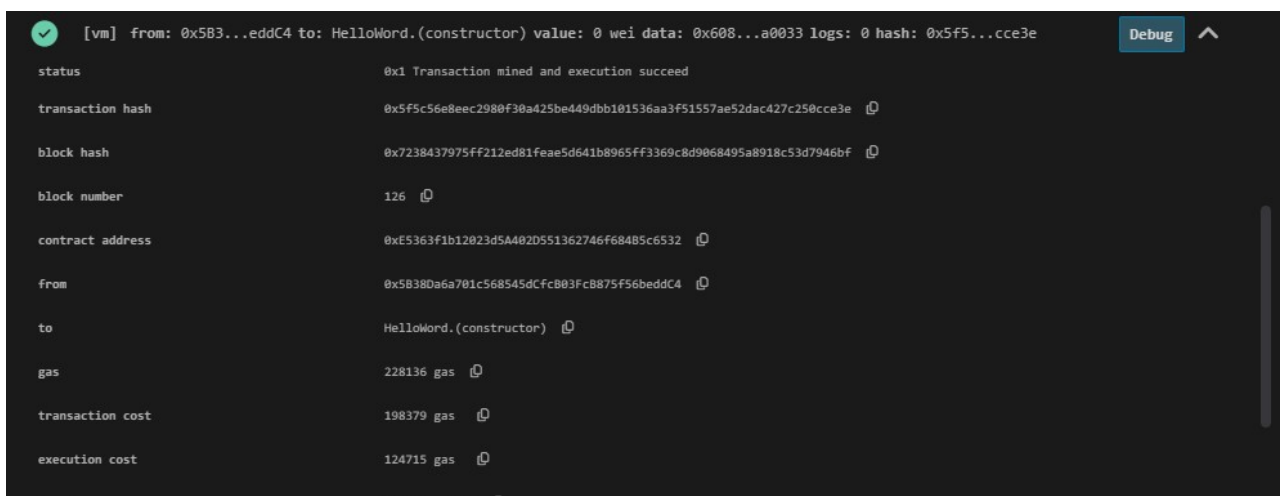 [vm] from: 0x5B3...eddC4 to: HelloWord.(constructor) value: 0 wei data: 0x608...a0033 logs: 0 hash: 0x5f5...cce3e Debug
status 0x1 Transaction mined and execution succeed
transaction hash 0x5f5c56e8eec2980f30a425be449dbb101536aa3f51557ae52dac427c250cce3e
block hash 0x7238437975ff212ed81feae5d641b8965ff3369c8d9068495a8918c53d7946bf
block number 126
contract address 0xE5363f1b12023d5A402D551362746f684B5c6532
from 0x5B38Da6a701c568545dCfcB03FcB875f56beddC4
to HelloWord.(constructor)
gas 228136 gas
transaction cost 198379 gas
execution cost 124715 gas